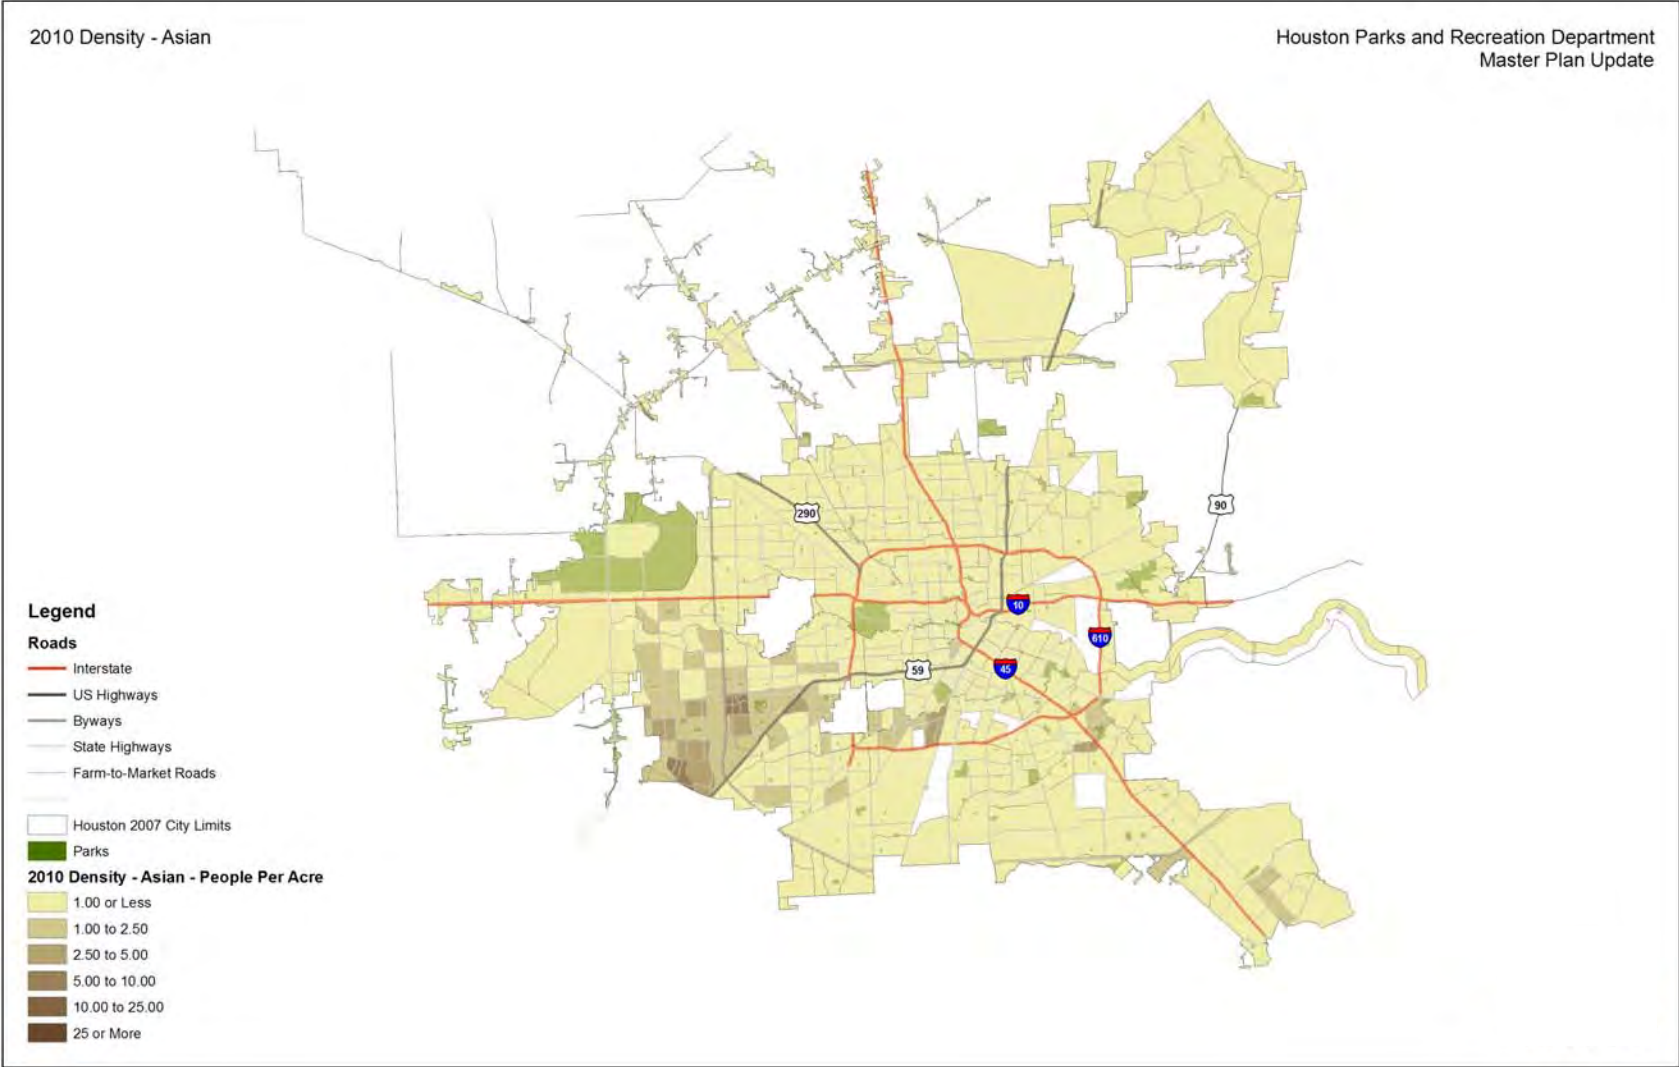 2010 Density - Asian
Houston Parks and Recreation Department
Master Plan Update
290
90
10
610
59
45
Legend
Roads
Interstate
US Highways
Byways
State Highways
Farm-to-Market Roads
Houston 2007 City Limits
Parks
2010 Density - Asian - People Per Acre
1.00 or Less
1.00 to 2.50
2.50 to 5.00
5.00 to 10.00
10.00 to 25.00
25 or More